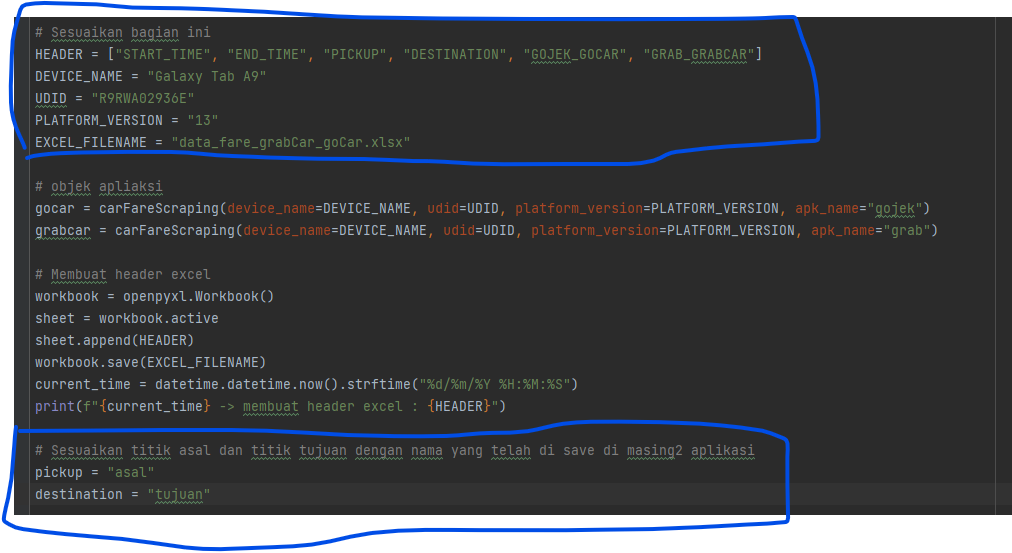 # Sesuaikan bagian ini
HEADER = ["START_TIME", "END_TIME", "PICKUP", "DESTINATION", "GOJEK_GOCAR", "GRAB_GRABCAR"]
DEVICE_NAME = "Galaxy Tab A9"
UDID = "R9RWA02936E"
PLATFORM_VERSION = "13"
EXCEL_FILENAME = "data_fare_grabCar_goCar.xlsx"
# objek apliaksi
gocar = carFareScraping(device_name=DEVICE_NAME, udid=UDID, platform_version=PLATFORM_VERSION, apk_name="gojek")
grabcar = carFareScraping(device_name=DEVICE_NAME, udid=UDID, platform_version=PLATFORM_VERSION, apk_name="grab")
# Membuat header excel
workbook = openpyxl.Workbook()
sheet = workbook.active
sheet.append(HEADER)
workbook.save(EXCEL_FILENAME)
current_time = datetime.datetime.now().strftime("%d/%m/%Y %H:%M:%S")
print(f"{current_time} -> membuat header excel : {HEADER}")
# Sesuaikan titik asal dan titik tujuan dengan nama yang telah di save di masing2 aplikasi
pickup = "asal"
destination = "tujuan"